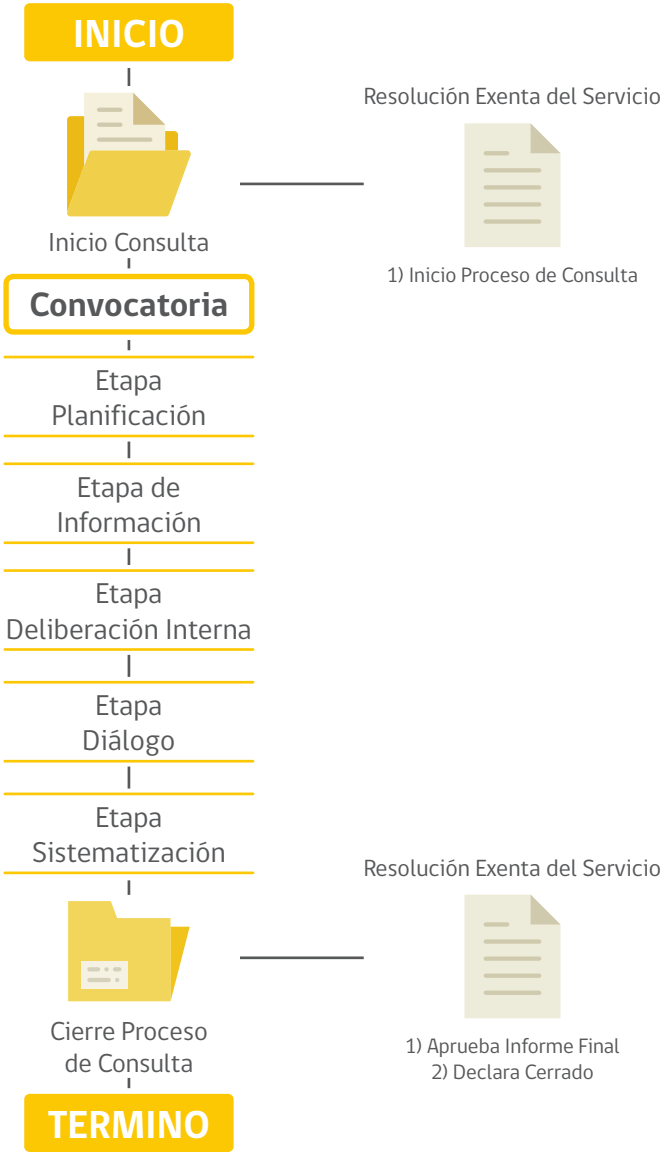 INICIO
Resolución Exenta del Servicio
Inicio Consulta
1) Inicio Proceso de Consulta
Convocatoria
Etapa
Planificación
Etapa de
Información
Etapa
Deliberación Interna
Etapa
Diálogo
Etapa
Sistematización
Resolución Exenta del Servicio
Cierre Proceso
de Consulta
1) Aprueba Informe Final
2) Declara Cerrado
TERMINO